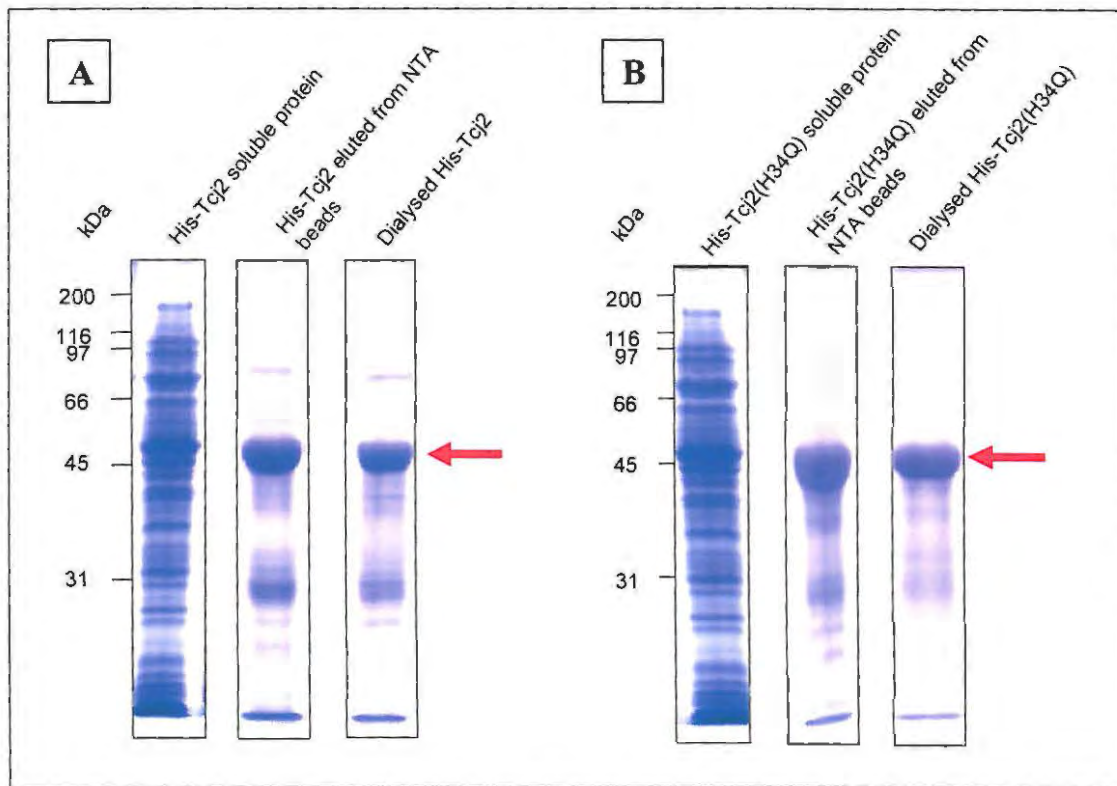 A
kDa
His-Tcj2 soluble protein
His-Tcj2 eluted from NTA
beads
Dialysed His-Tcj2
200
116
97
66
45
31
B
kDa
His-Tcj2(H34Q) soluble protein
His-Tcj2(H34Q) eluted from
NTA beads
Dialysed His-Tcj2(H34Q)
200
116
97
66
45
31